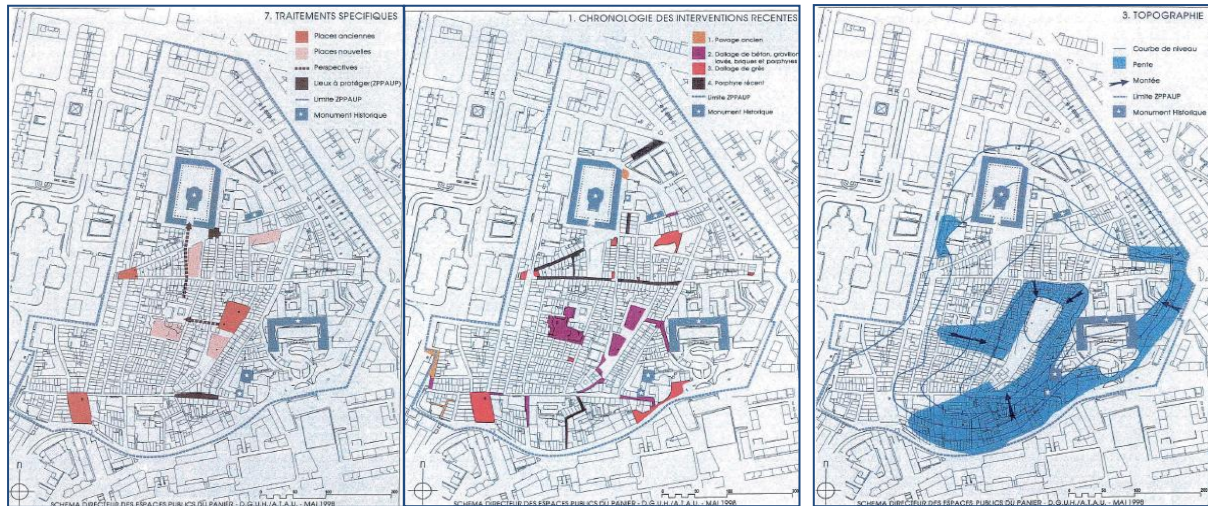 7. TRAITEMENTS SPECIFIQUES
Places anciennes
Places nouvelles
Perspectives
Lieux à protéger(ZPPAUP)
Limite ZPPAUP
Monument Historique
n
SCHEMA DIRECTEUR DES ESPACES PUBLICS DU PANIER - D.G.U.H./A.T.A.U. - MAI 1998
1. CHRONOLOGIE DES INTERVENTIONS RECENTES
1. Pavage ancien
2. Dallage de béton, gravillon
lavés, briques et porphyres
3. Dallage de grès
4. Porphyre récent
Limite ZPPAUP
Monument Historique
n
SCHEMA DIRECTEUR DES ESPACES PUBLICS DU PANIER - D.G.U.H./A.T.A.U. - MAI 1998
3. TOPOGRAPHIE
Courbe de niveau
Pente
Montée
Limite ZPPAUP
Monument Historique
n
SCHEMA DIRECTEUR DES ESPACES PUBLICS DU PANIER - D.G.U.H./A.T.A.U. - MAI 1998